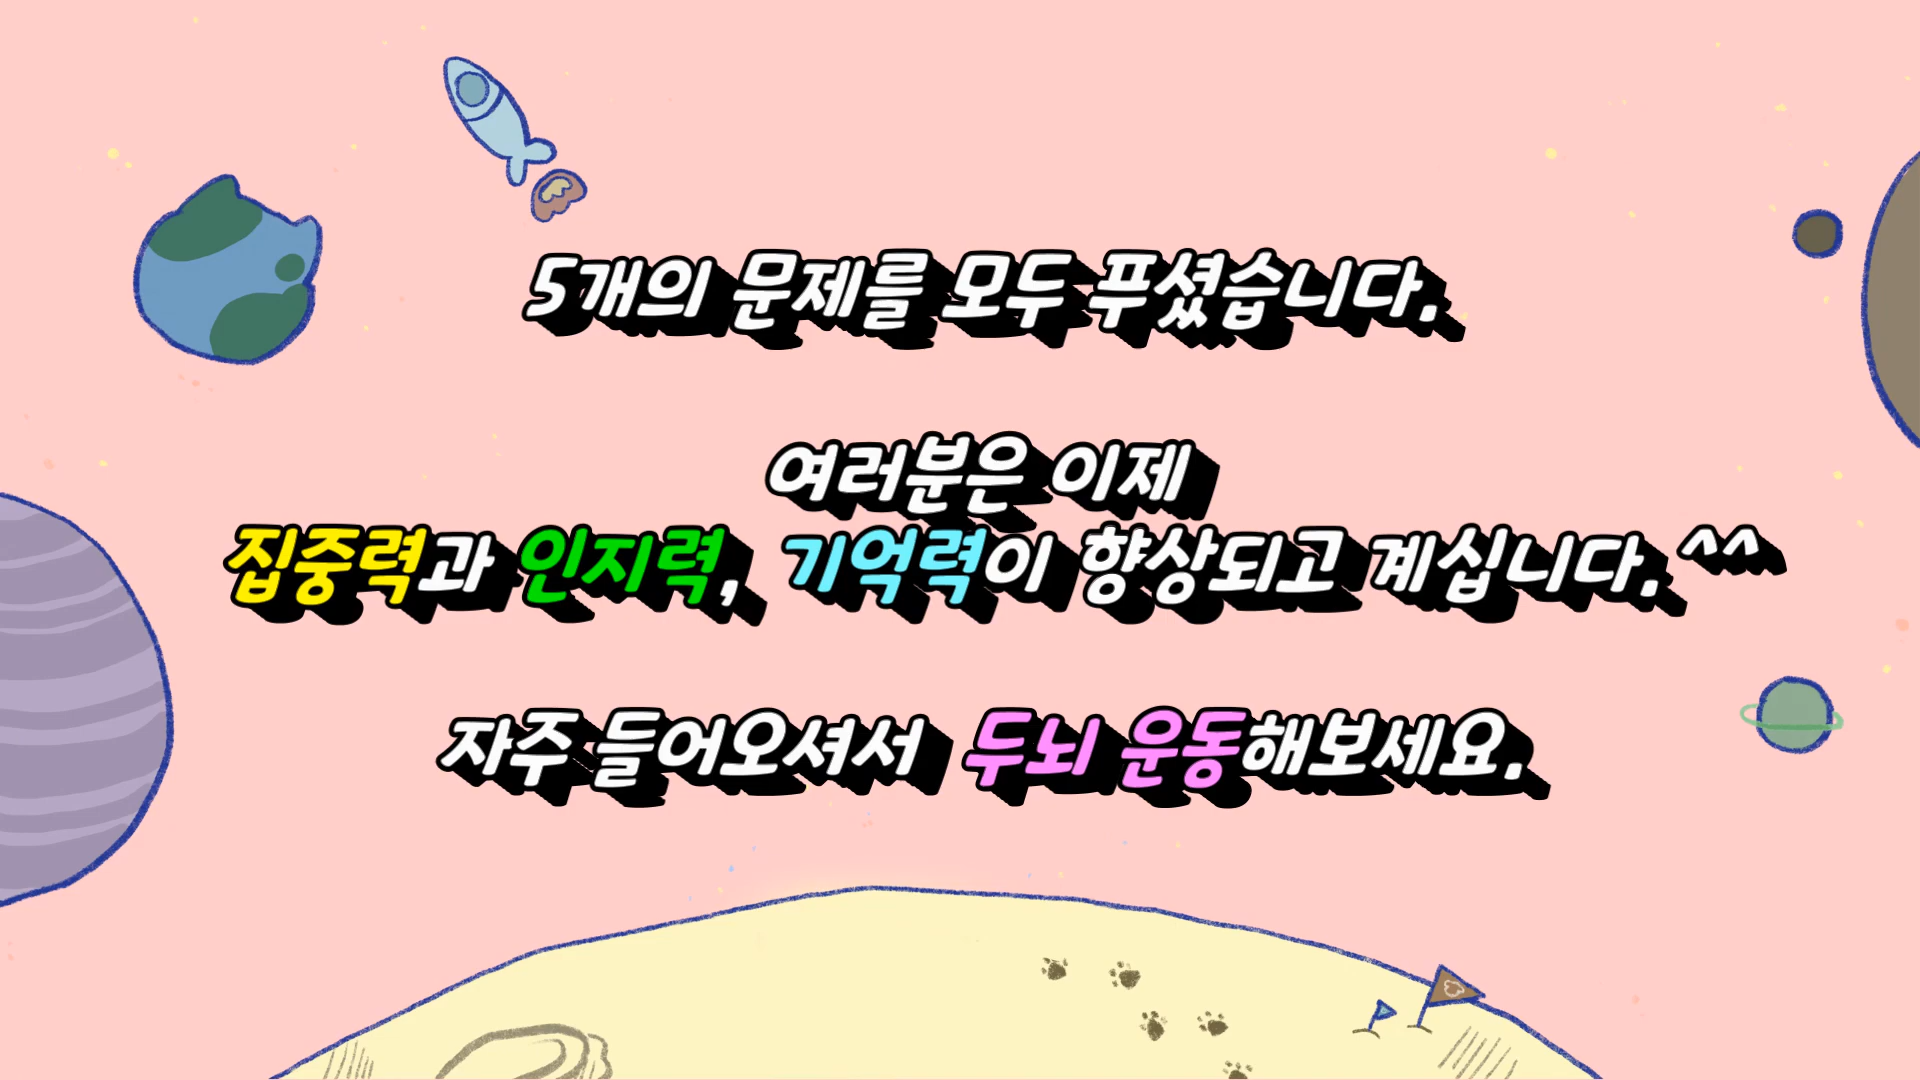 5개의 문제를 모두 푸셨습니다.
여러분은 이제
집중력과 인지력, 기억력이 향상되고 계십니다.^^
자주 들어오셔서 두뇌 운동해보세요.